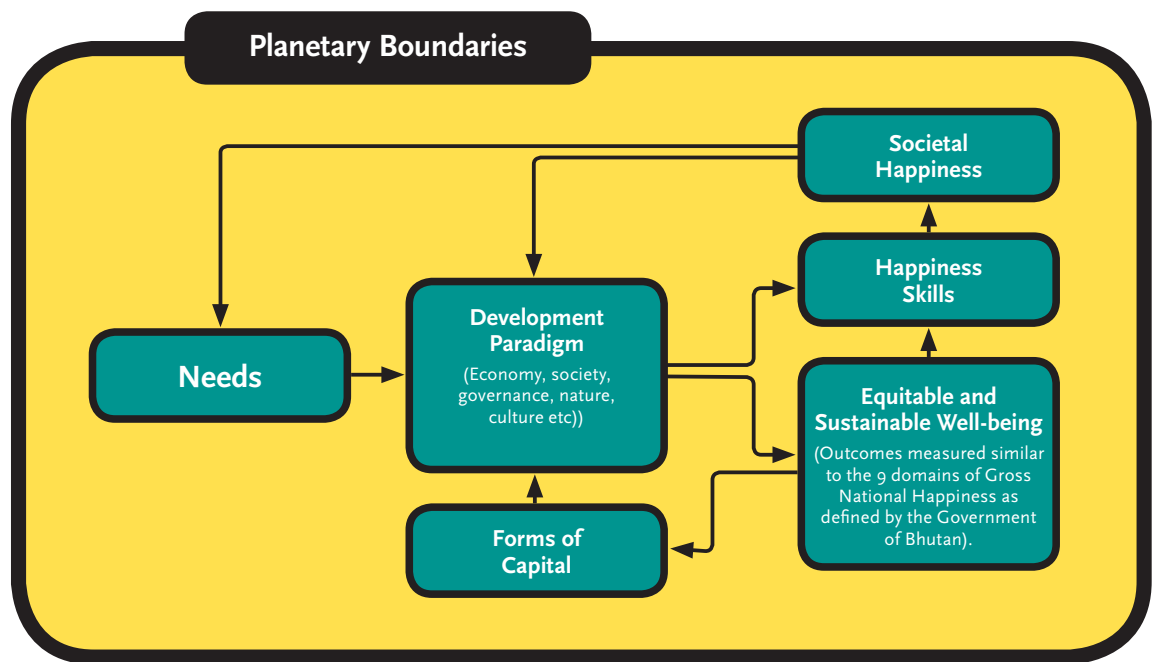 Planetary Boundaries
Societal
Happiness
Happiness
Skills
Development
Paradigm
(Economy, society,
governance, nature,
culture etc))
Needs
Equitable and
Sustainable Well-being
(Outcomes measured similar
to the 9 domains of Gross
National Happiness as
defined by the Government
of Bhutan).
Forms of
Capital